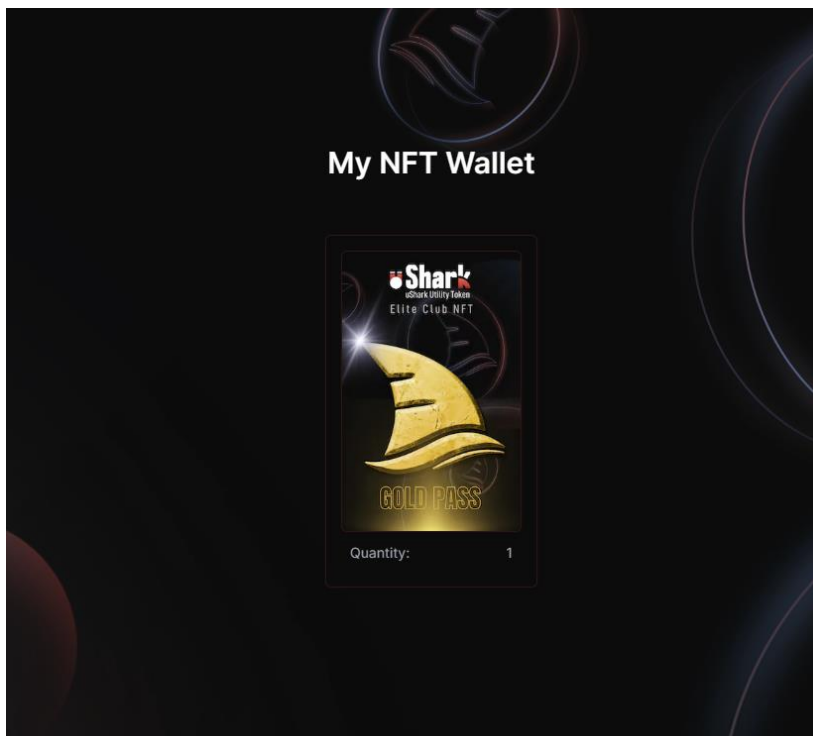 My NFT Wallet
uShark
uShark Utility Token
Elite Club NFT
GOLD PASS
Quantity: 1